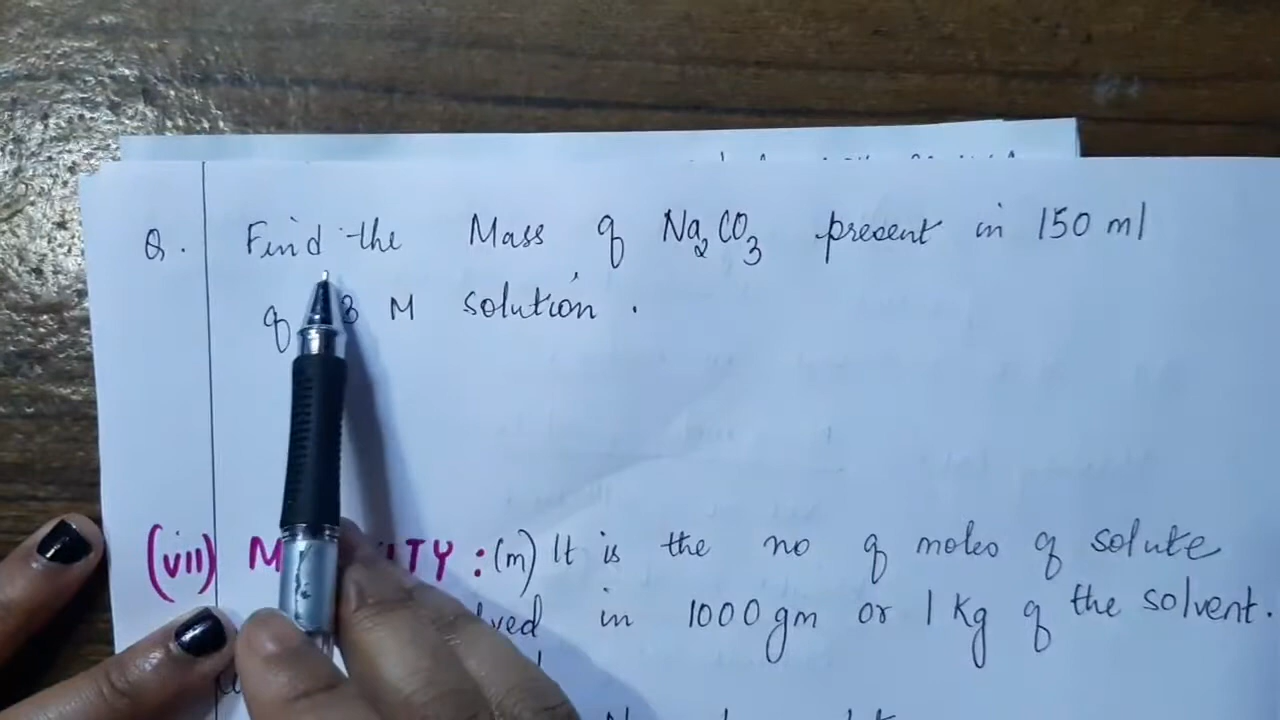 Q. Find the Mass of Na₂CO₃ present in 150 ml
of 3 M solution.
(vii) (m) It is the no of moles of solute
in 1000 gm or 1 Kg of the solvent.